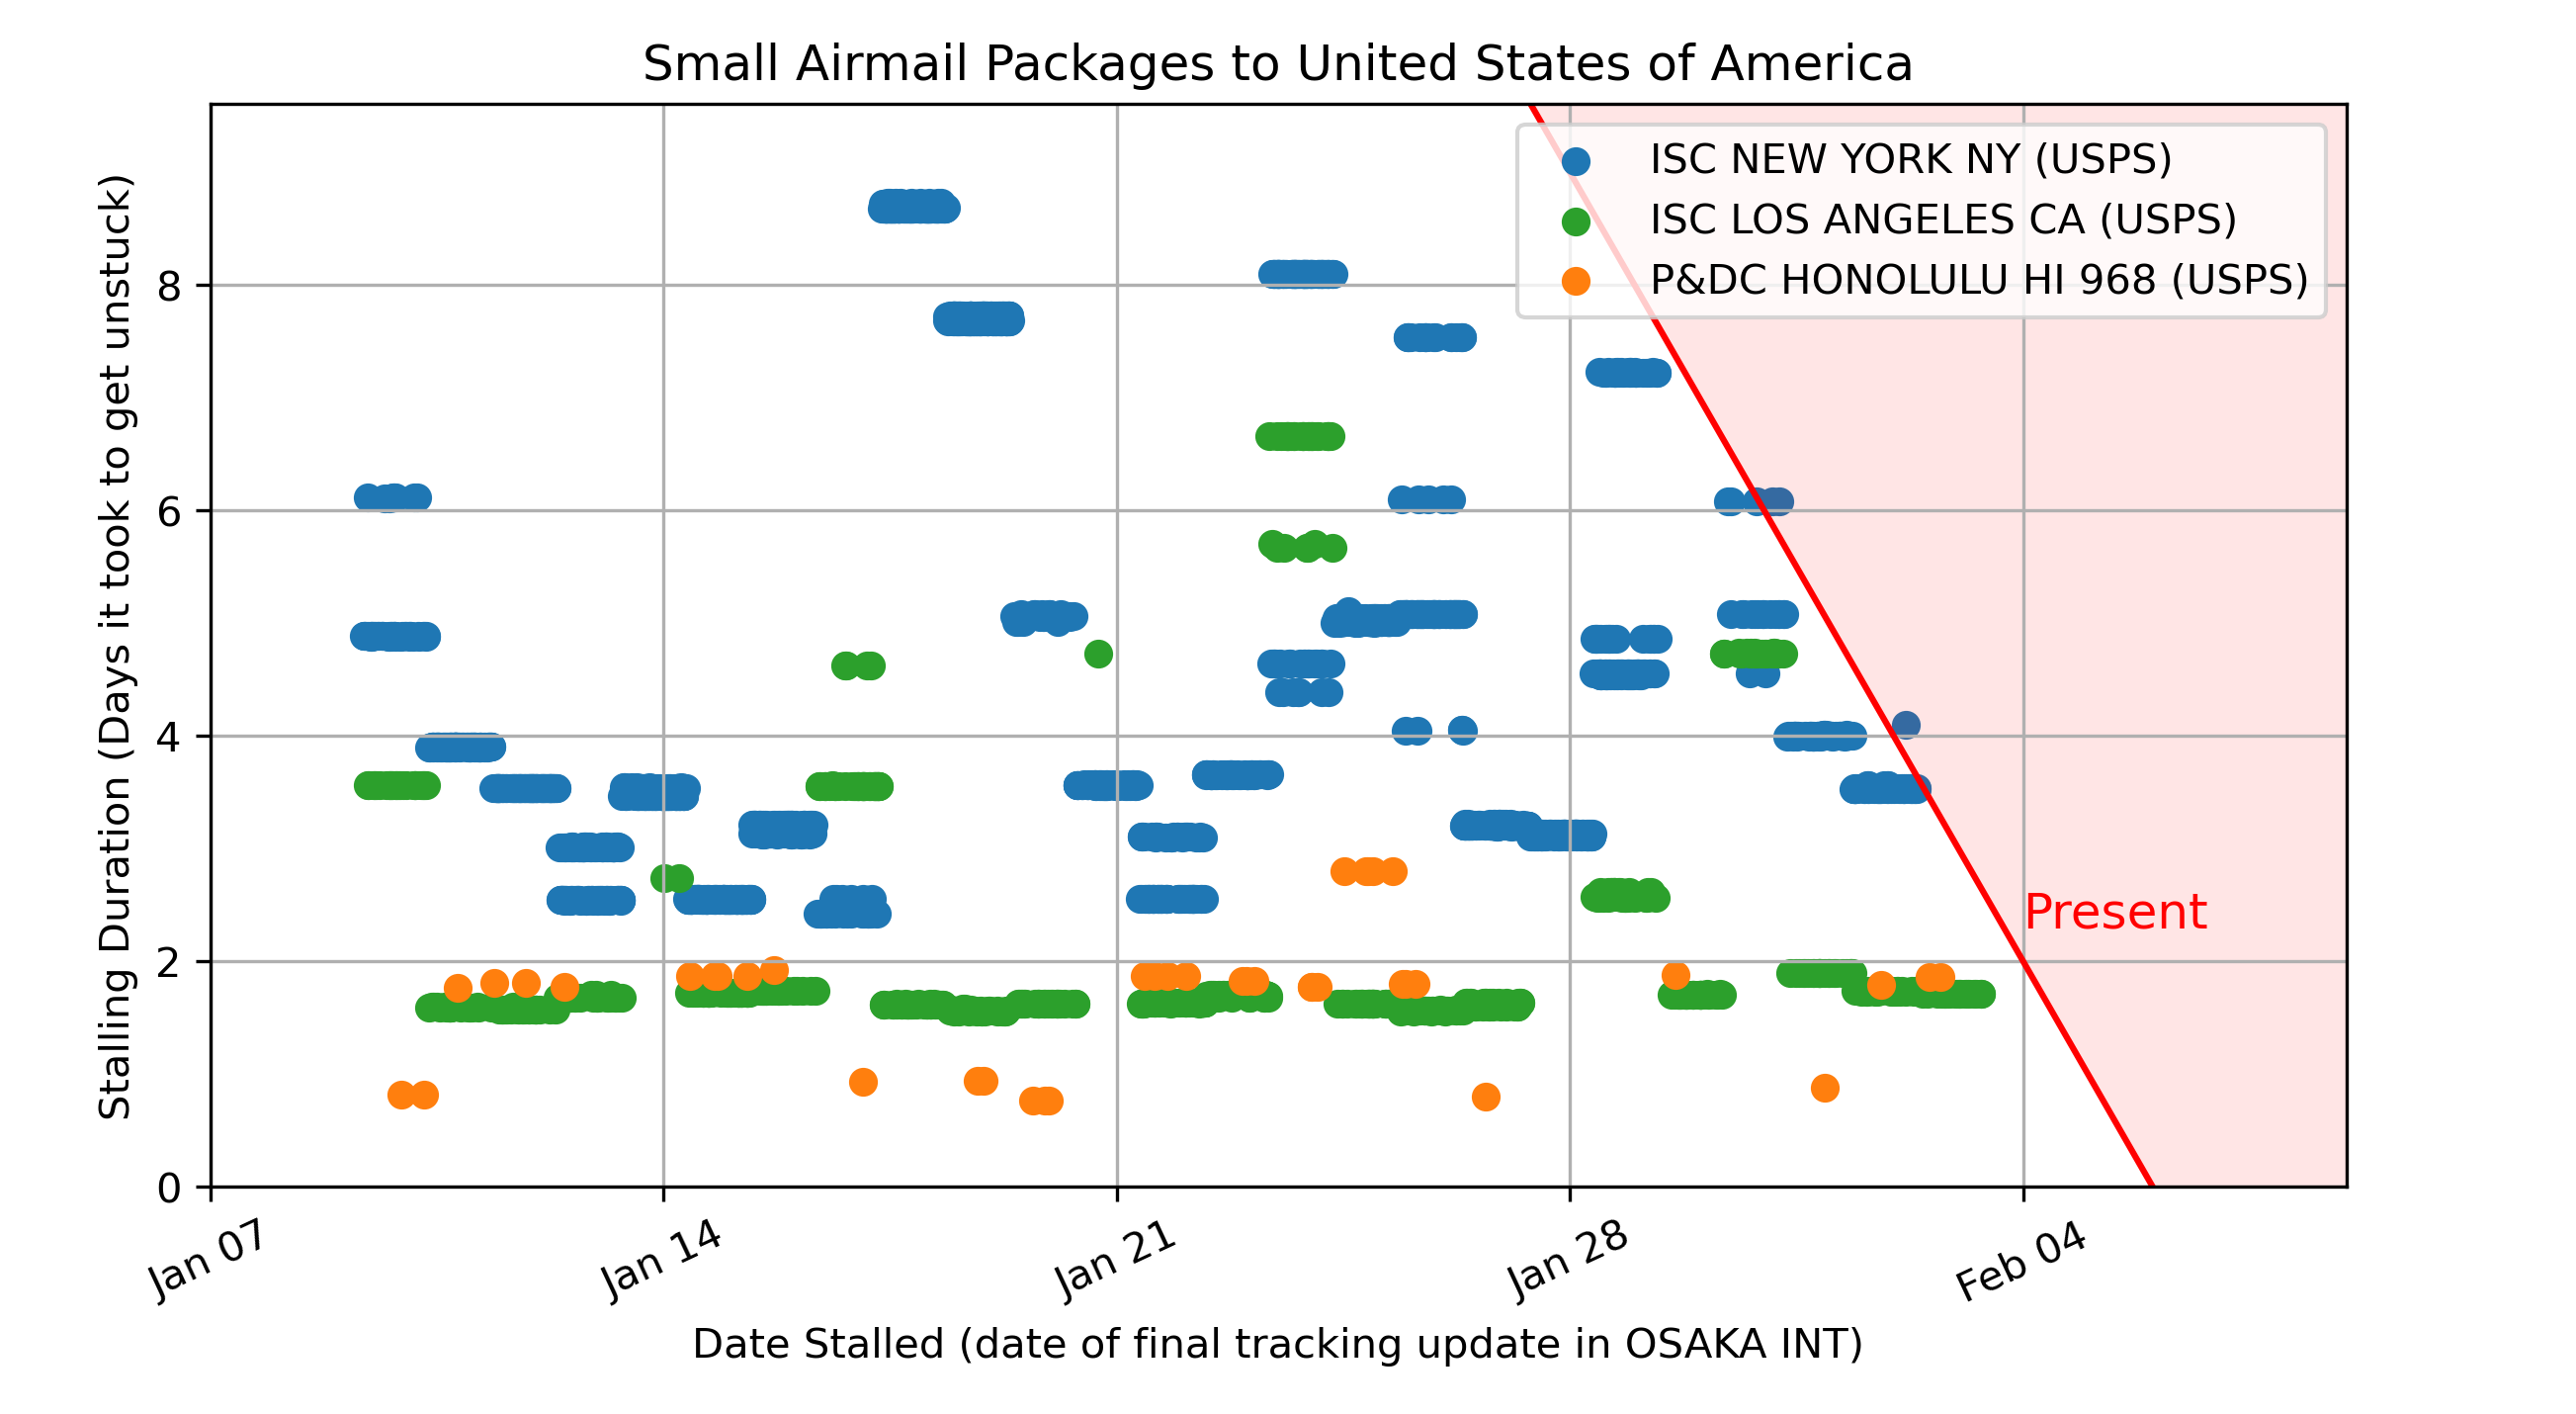 Small Airmail Packages to United States of America
ISC NEW YORK NY (USPS)
ISC LOS ANGELES CA (USPS)
P&DC HONOLULU HI 968 (USPS)
Stalling Duration (Days it took to get unstuck)
8
6
4
2
0
Present
Jan 07
Jan 14
Jan 21
Jan 28
Feb 04
Date Stalled (date of final tracking update in OSAKA INT)